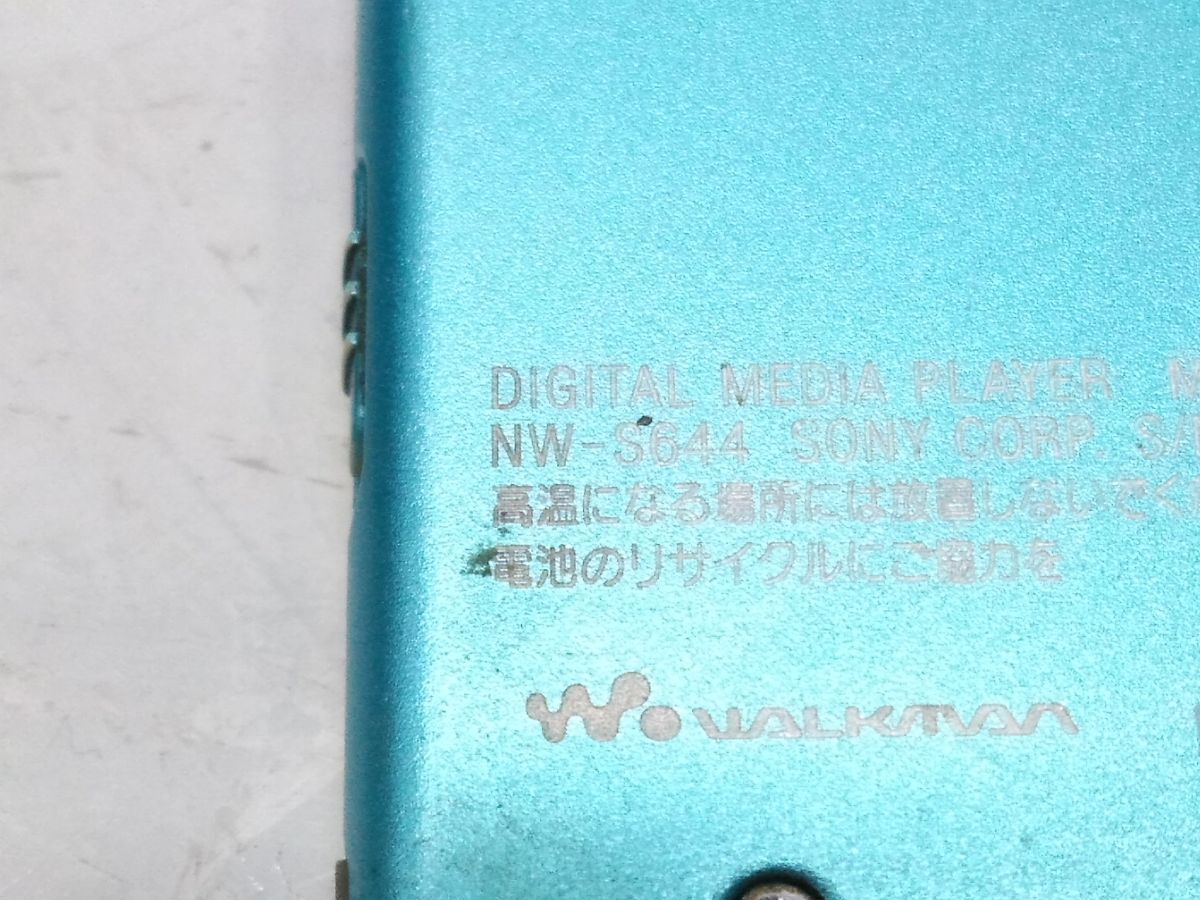 DIGITAL MEDIA PLAYER M
NW-S644 SONY CORP. S/
高温になる場所には放置しないでく
電池のリサイクルにご協力を
W. WALKMAN